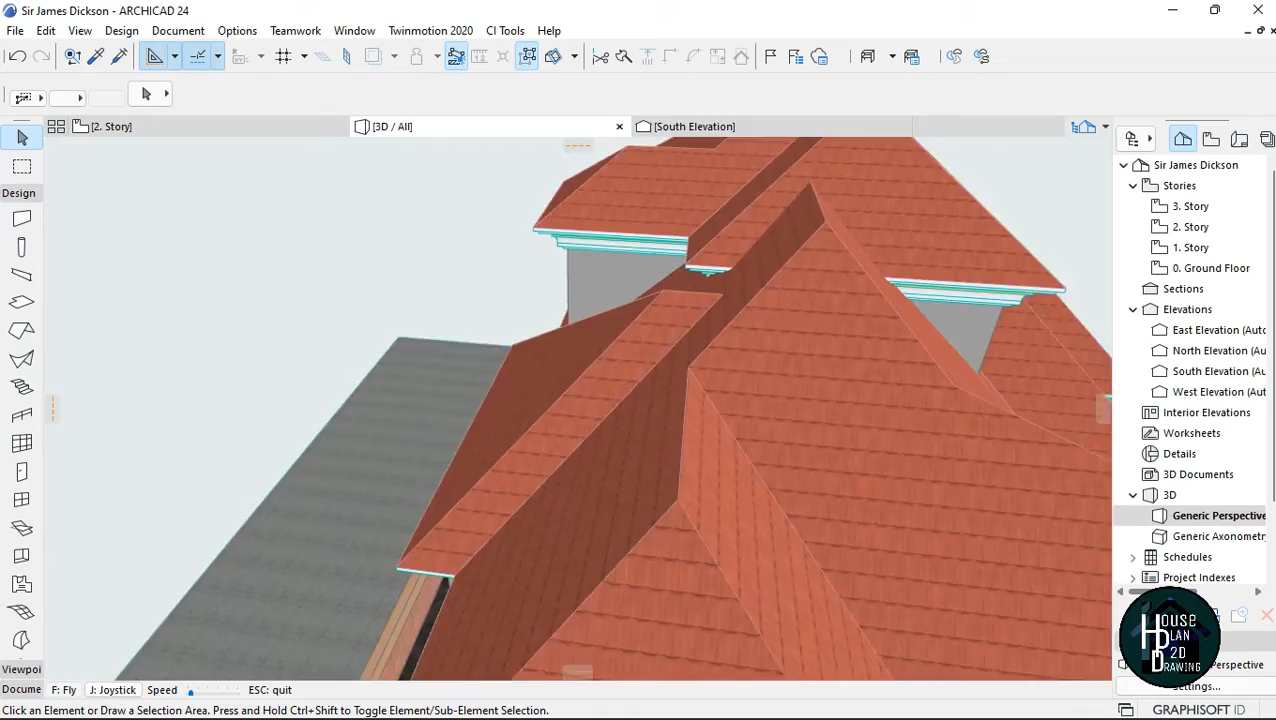 Sir James Dickson - ARCHICAD 24
File Edit View Design Document Options Teamwork Window Twinmotion 2020 CI Tools Help
[2. Story] [3D / All] [South Elevation]
Sir James Dickson
Stories
Design
3. Story
2. Story
1. Story
0. Ground Floor
Sections
Elevations
East Elevation (Auto
North Elevation (Aut
South Elevation (Au
West Elevation (Aut
Interior Elevations
Worksheets
Details
3D Documents
3D
Generic Perspective
Generic Axonometr
Schedules
Project Indexes
HOUSE
PLAN
2D
DRAWING
Viewpoi
Perspective
Docume F: Fly J: Joystick Speed ESC: quit
Settings...
Click an Element or Draw a Selection Area. Press and Hold Ctrl+Shift to Toggle Element/Sub-Element Selection.
GRAPHISOFT ID